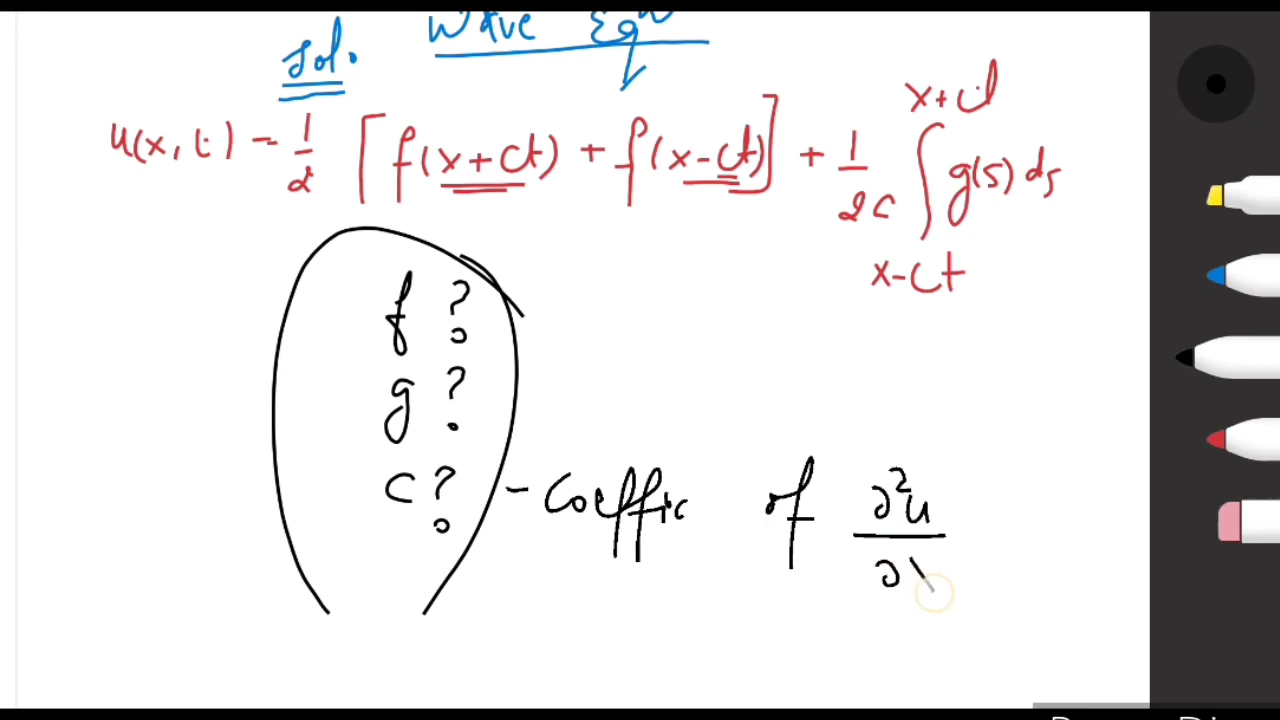 Wave Eqn
Sol.
u(x, t) = 1/2 [f(x+ct) + f(x-ct)] + 1/2c ∫ x-ct x+ct g(s) ds
f ?
g ?
c ? - Coeffic of ∂²u/∂x